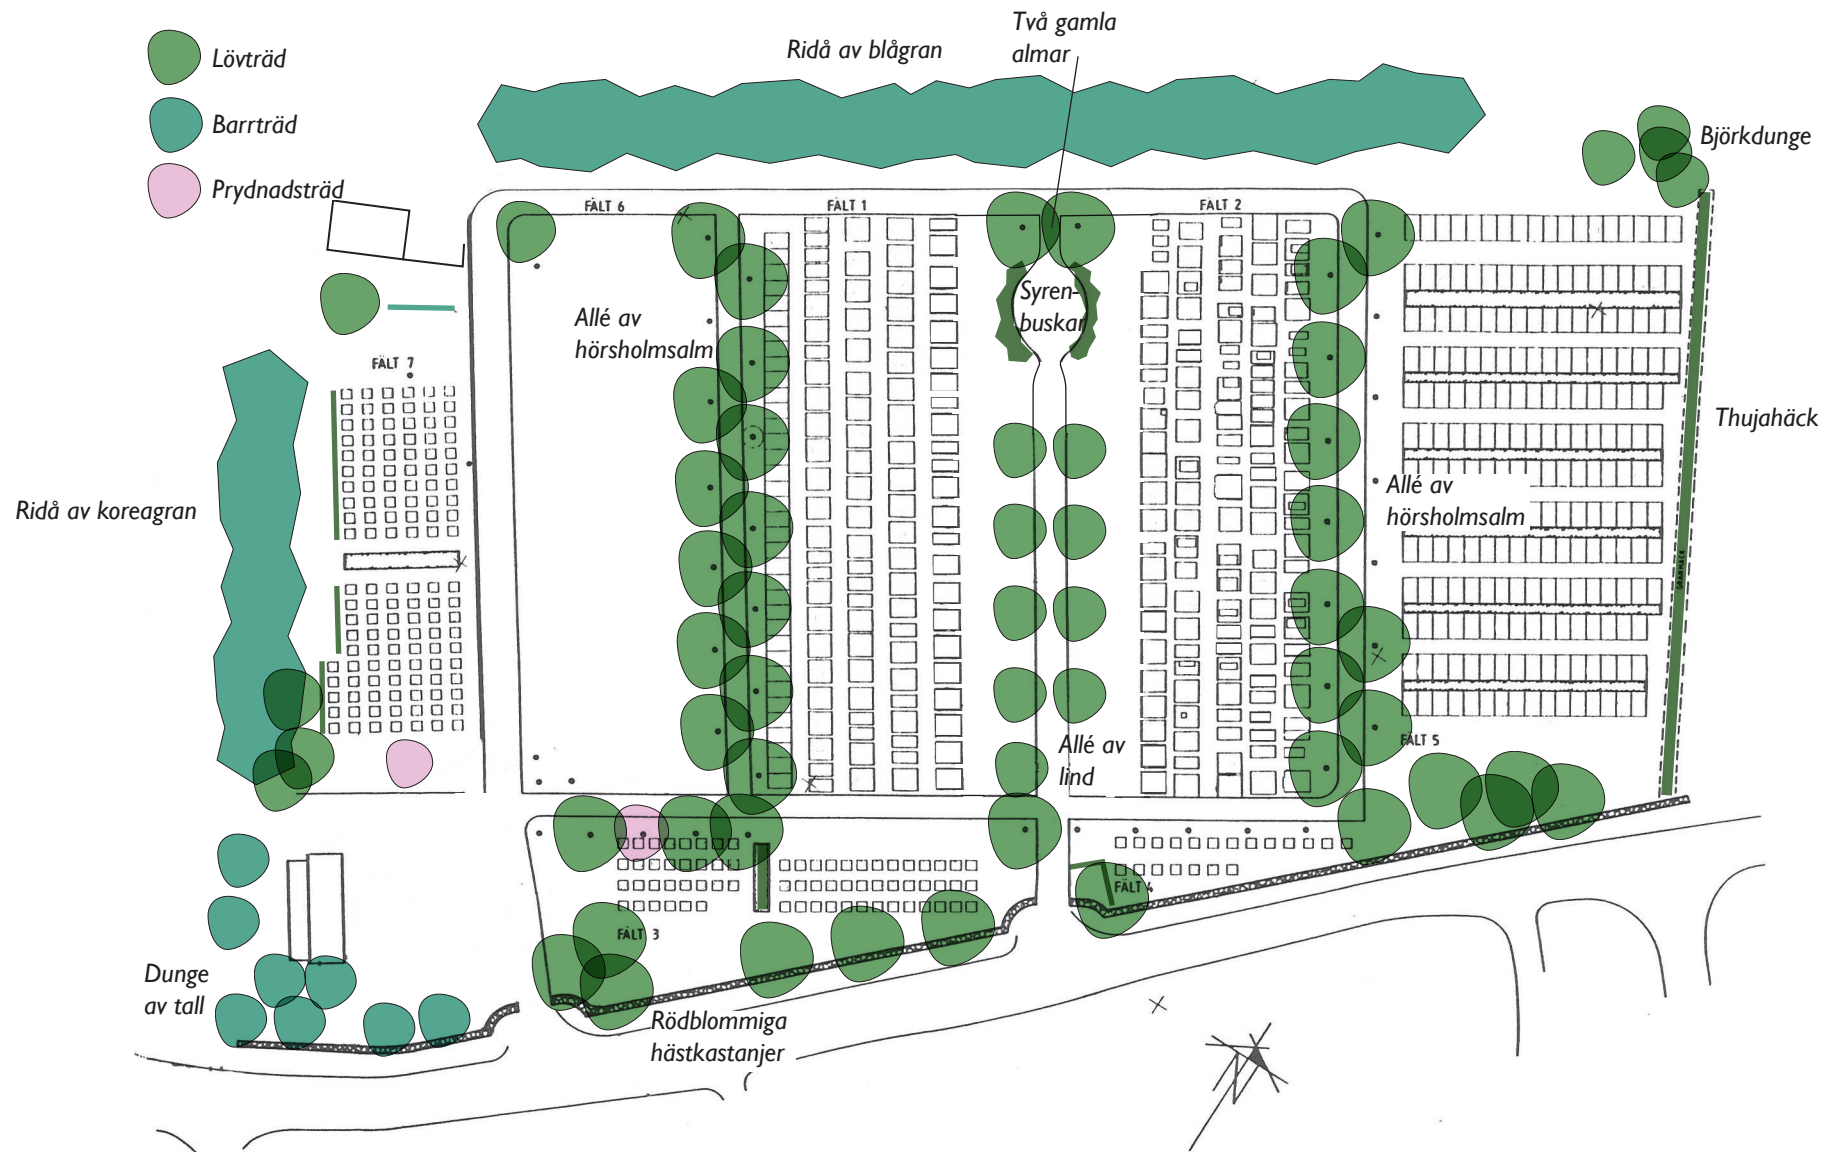 Lövträd
Barrträd
Prydnadsträd
Ridå av blågran
Två gamla
almar
Björkdunge
FÄLT 6
FÄLT 1
FÄLT 2
Syren-
buskar
Allé av
hörsholmsalm
FÄLT 7
Thujahäck
Ridå av koreagran
Allé av
hörsholmsalm
Allé av
lind
FÄLT 5
FÄLT 4
FÄLT 3
Dunge
av tall
Rödblommiga
hästkastanjer
N